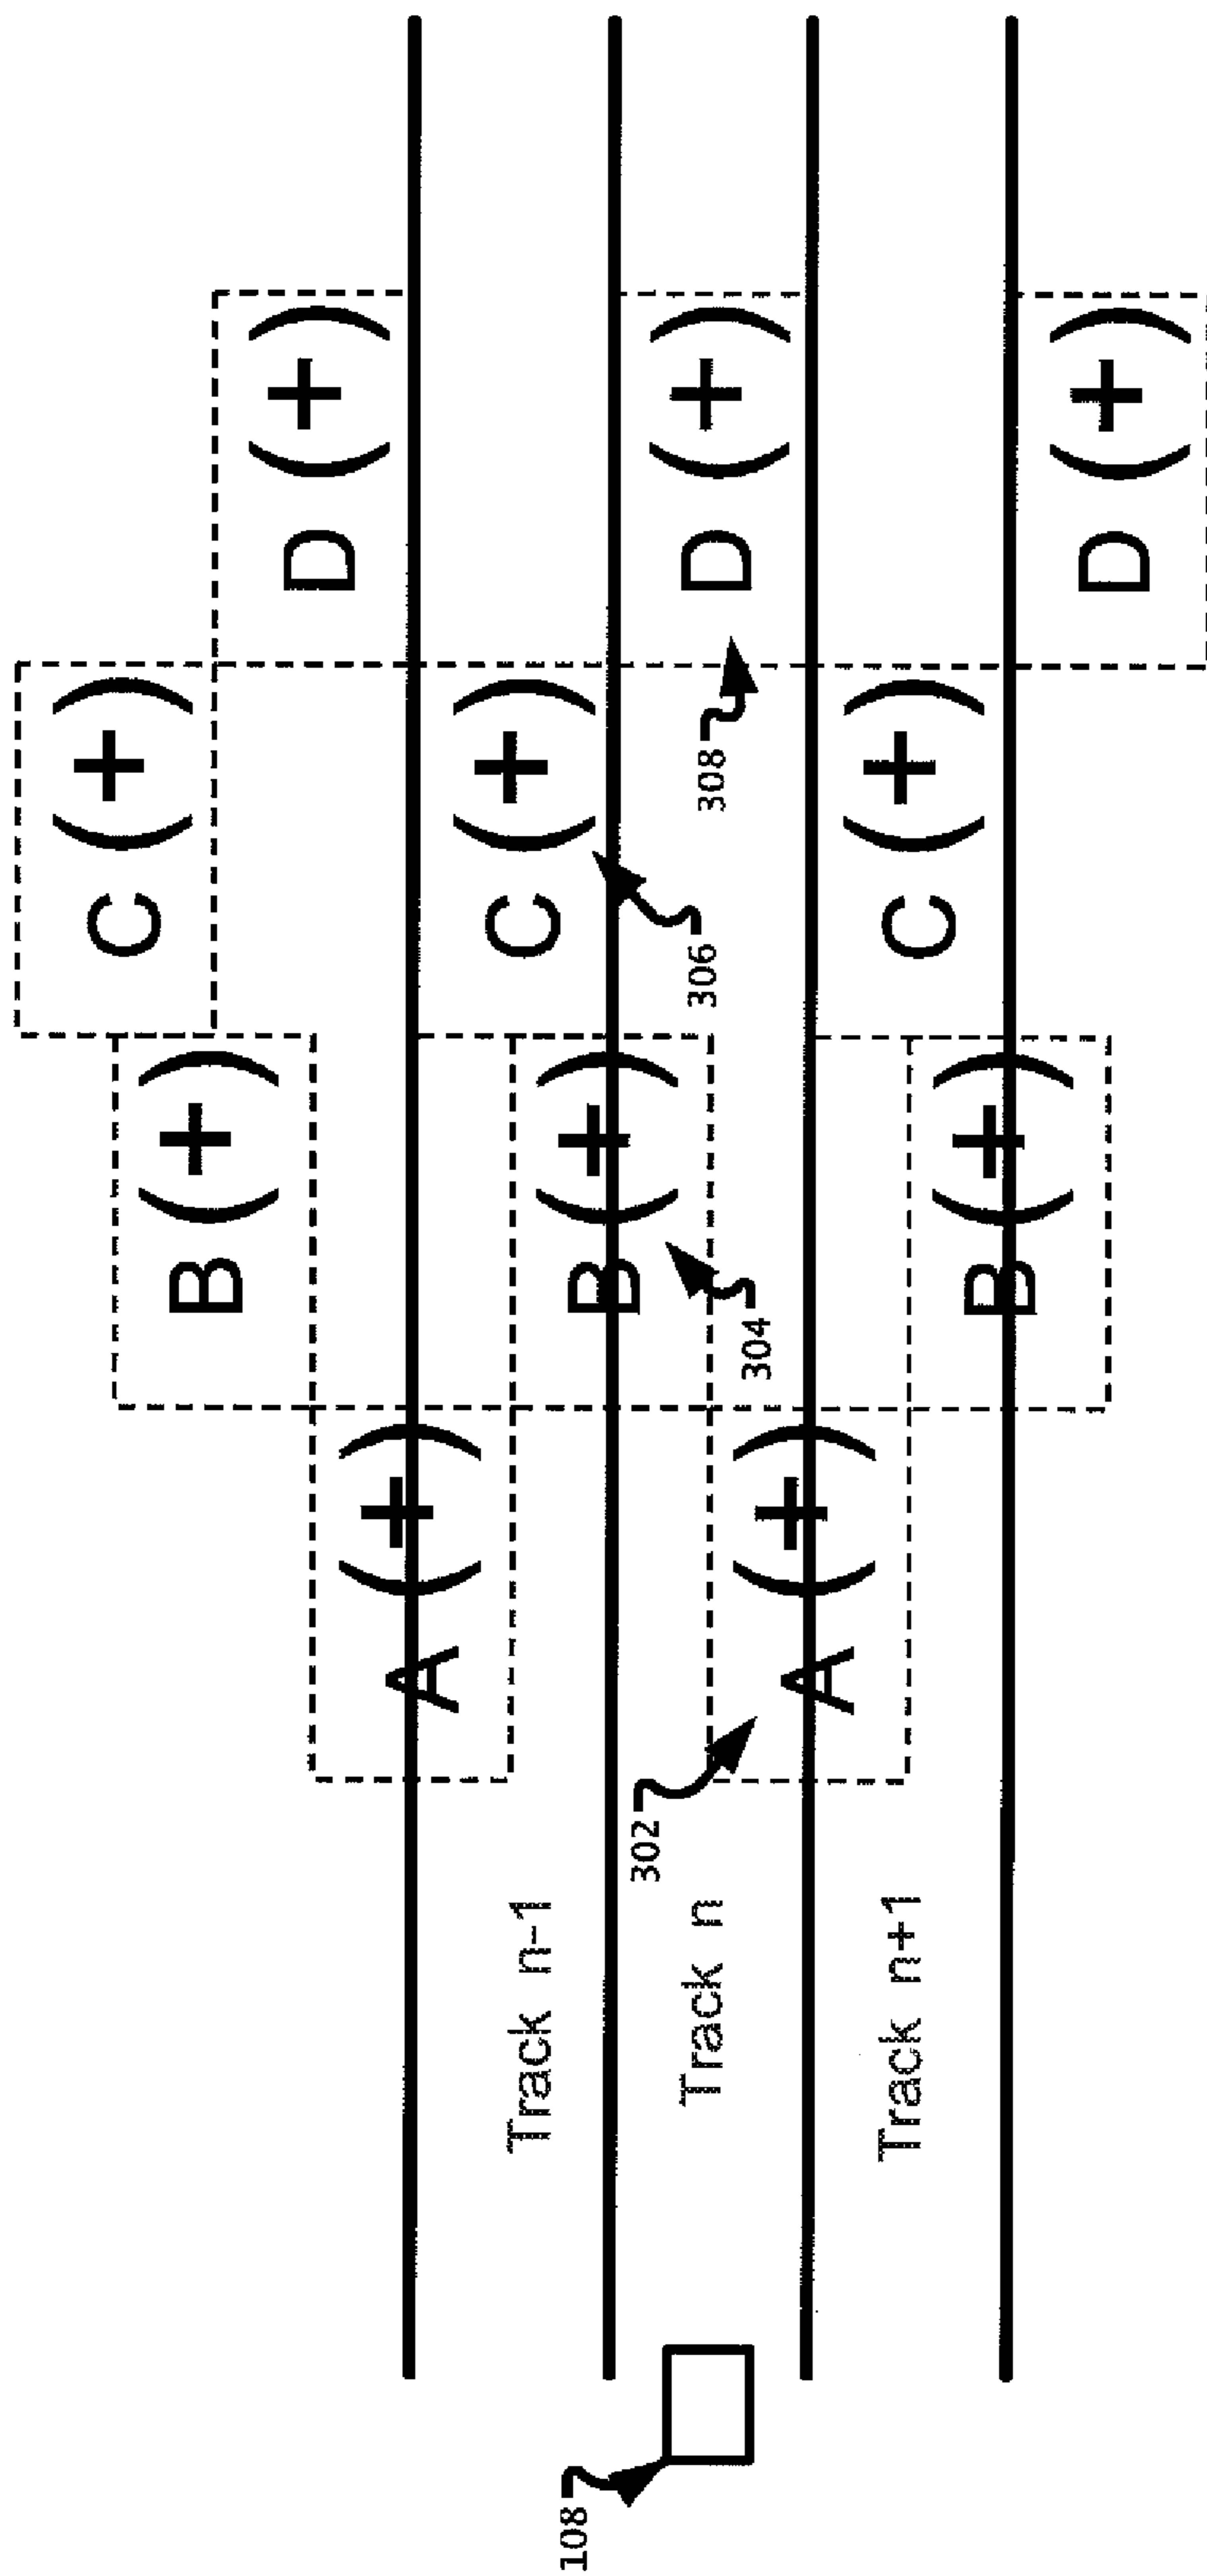 C (+)
B (+)
D (+)
A (+)
Track n-1
C (+)
108
B (+)
302
Track n
306
308
D (+)
304
A (+)
Track n+1
C (+)
B (+)
D (+)